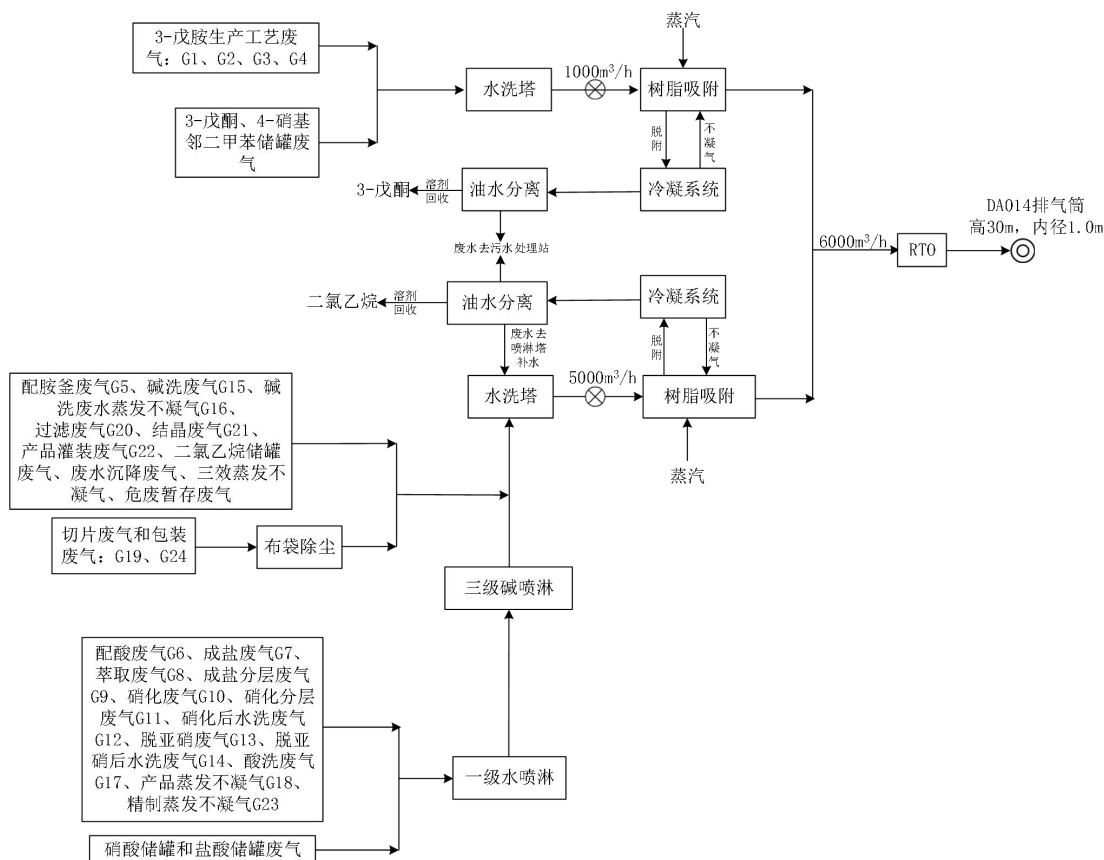 蒸汽
3-戊胺生产工艺废
气：G1、G2、G3、G4
水洗塔
1000m³/h
树脂吸附
3-戊酮、4-硝基
邻二甲苯储罐废
气
脱附
不凝气
3-戊酮
溶剂
回收
油水分离
冷凝系统
废水去污水处理站
6000m³/h
RTO
DA014排气筒
高30m，内径1.0m
二氯乙烷
溶剂
回收
油水分离
冷凝系统
废水去
喷淋塔
补水
脱附
不凝气
配胺釜废气G5、碱洗废气G15、碱
洗废水蒸发不凝气G16、
过滤废气G20、结晶废气G21、
产品灌装废气G22、二氯乙烷储罐
废气、废水沉降废气、三效蒸发不
凝气、危废暂存废气
水洗塔
5000m³/h
树脂吸附
蒸汽
切片废气和包装
废气：G19、G24
布袋除尘
三级碱喷淋
配酸废气G6、成盐废气G7、
萃取废气G8、成盐分层废气
G9、硝化废气G10、硝化分层
废气G11、硝化后水洗废气
G12、脱亚硝废气G13、脱亚
硝后水洗废气G14、酸洗废气
G17、产品蒸发不凝气G18、
精制蒸发不凝气G23
一级水喷淋
硝酸储罐和盐酸储罐废气